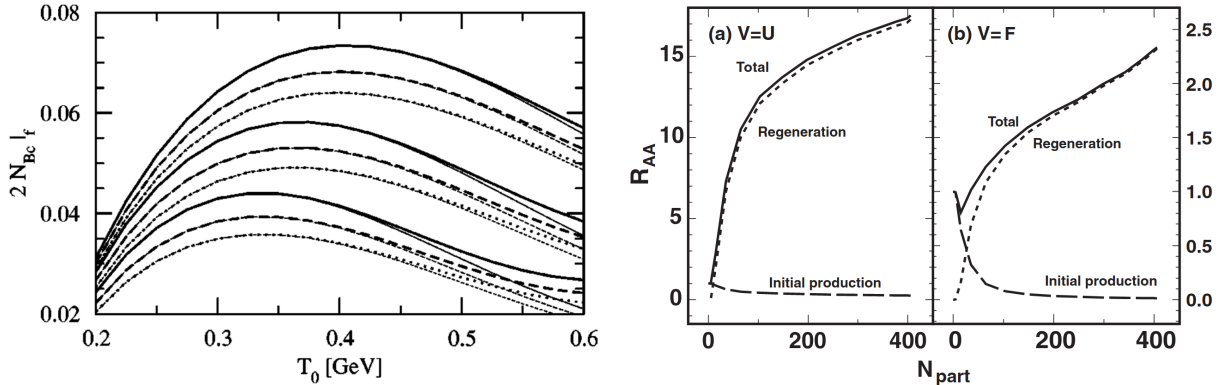 2 N_Bc |_f
0.08
0.06
0.04
0.02
0.2 0.3 0.4 0.5 0.6
T_0 [GeV]
R_AA
15
10
5
0
(a) V=U
Total
Regeneration
Initial production
0 200 400
(b) V=F
Total
Regeneration
Initial production
0 200 400
2.5
2.0
1.5
1.0
0.5
0.0
N_part